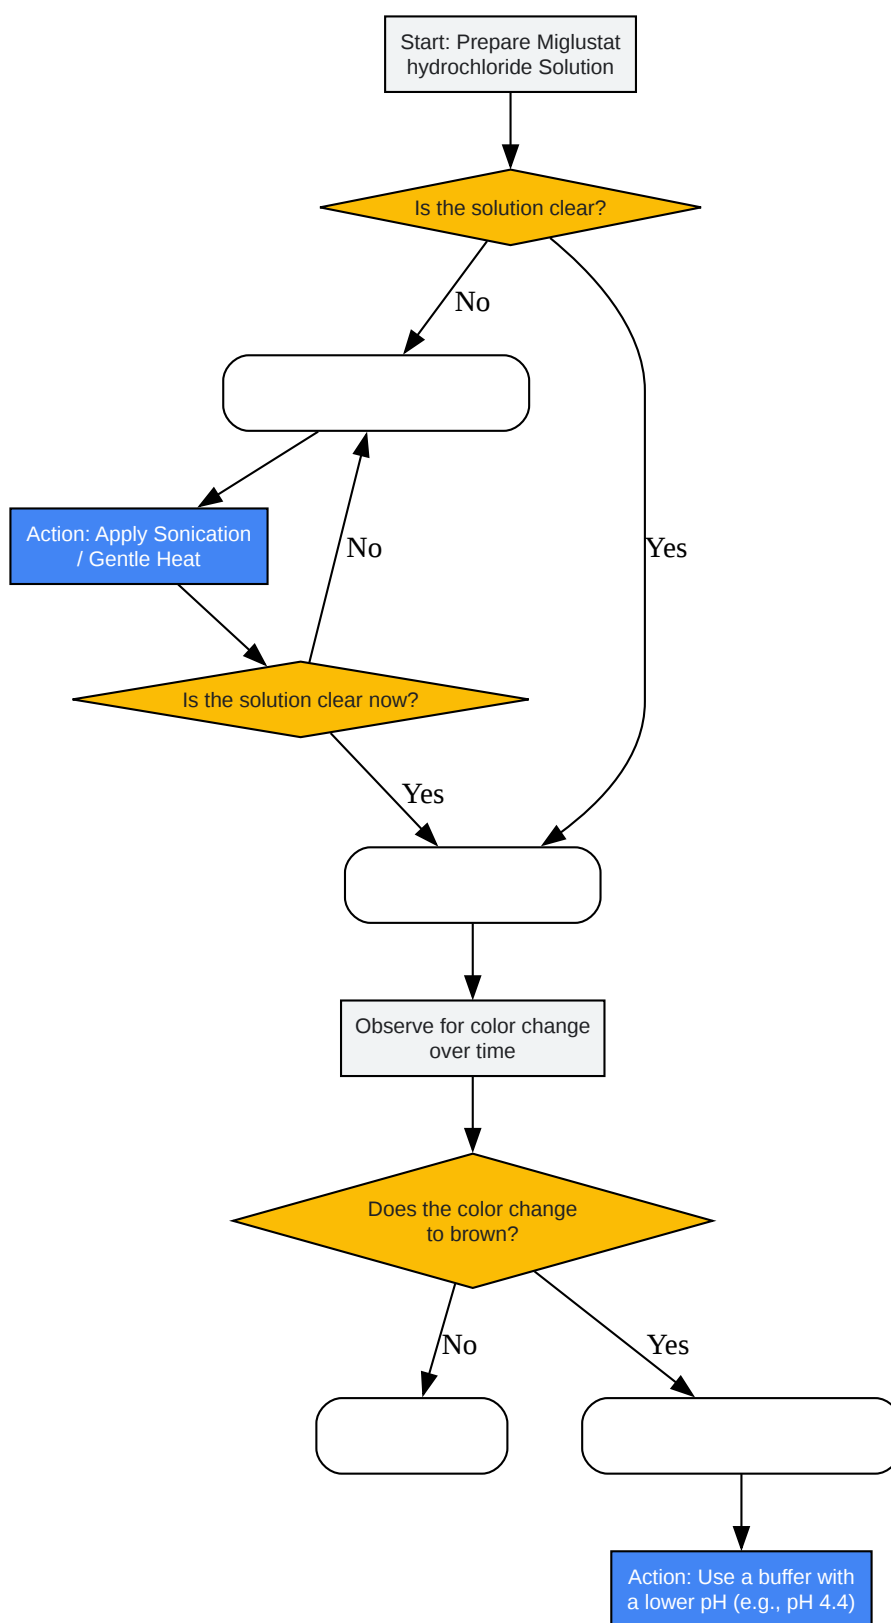 Start: Prepare Miglustat
hydrochloride Solution
Is the solution clear?
No
Action: Apply Sonication
/ Gentle Heat
No
Yes
Is the solution clear now?
Yes
Observe for color change
over time
Does the color change
to brown?
No
Yes
Action: Use a buffer with
a lower pH (e.g., pH 4.4)